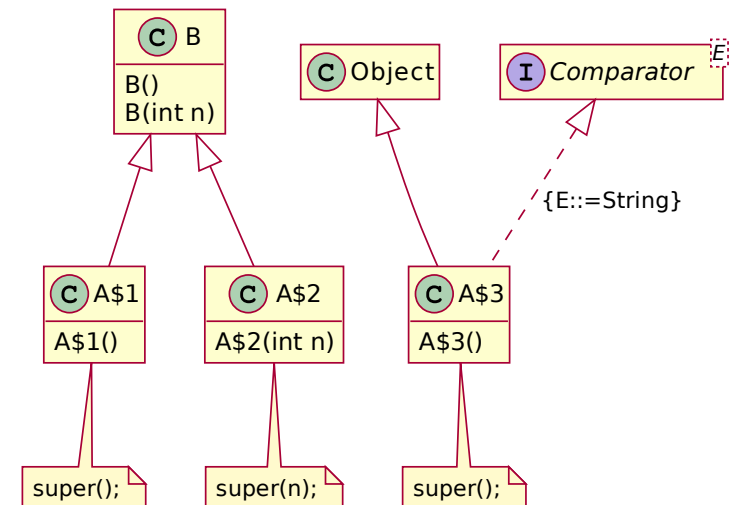 C B
B()
B(int n)
C Object
I Comparator
E
{E::=String}
C A$1
A$1()
C A$2
A$2(int n)
C A$3
A$3()
super();
super(n);
super();